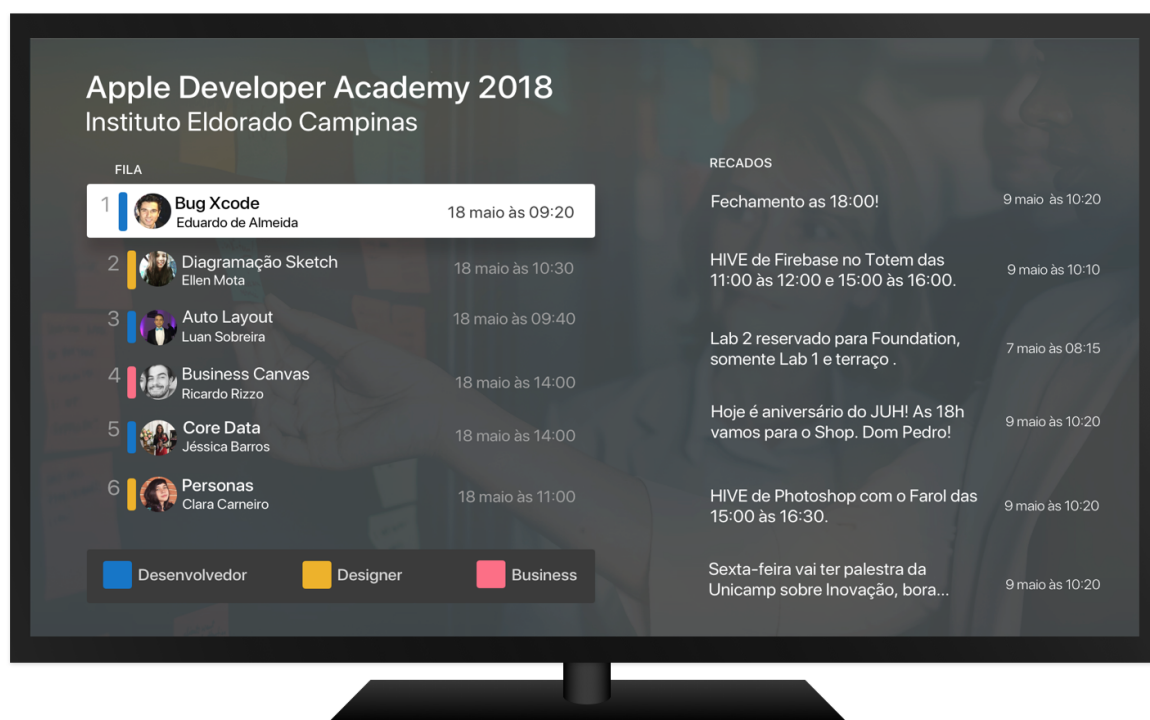 Apple Developer Academy 2018
Instituto Eldorado Campinas
FILA
1
Bug Xcode
Eduardo de Almeida
18 maio às 09:20
2
Diagramação Sketch
Ellen Mota
18 maio às 10:30
3
Auto Layout
Luan Sobreira
18 maio às 09:40
4
Business Canvas
Ricardo Rizzo
18 maio às 14:00
5
Core Data
Jéssica Barros
18 maio às 14:00
6
Personas
Clara Carneiro
18 maio às 11:00
Desenvolvedor
Designer
Business
RECADOS
Fechamento as 18:00!
9 maio às 10:20
HIVE de Firebase no Totem das
11:00 às 12:00 e 15:00 às 16:00.
9 maio às 10:10
Lab 2 reservado para Foundation,
somente Lab 1 e terraço .
7 maio às 08:15
Hoje é aniversário do JUH! As 18h
vamos para o Shop. Dom Pedro!
9 maio às 10:20
HIVE de Photoshop com o Farol das
15:00 às 16:30.
9 maio às 10:20
Sexta-feira vai ter palestra da
Unicamp sobre Inovação, bora...
9 maio às 10:20